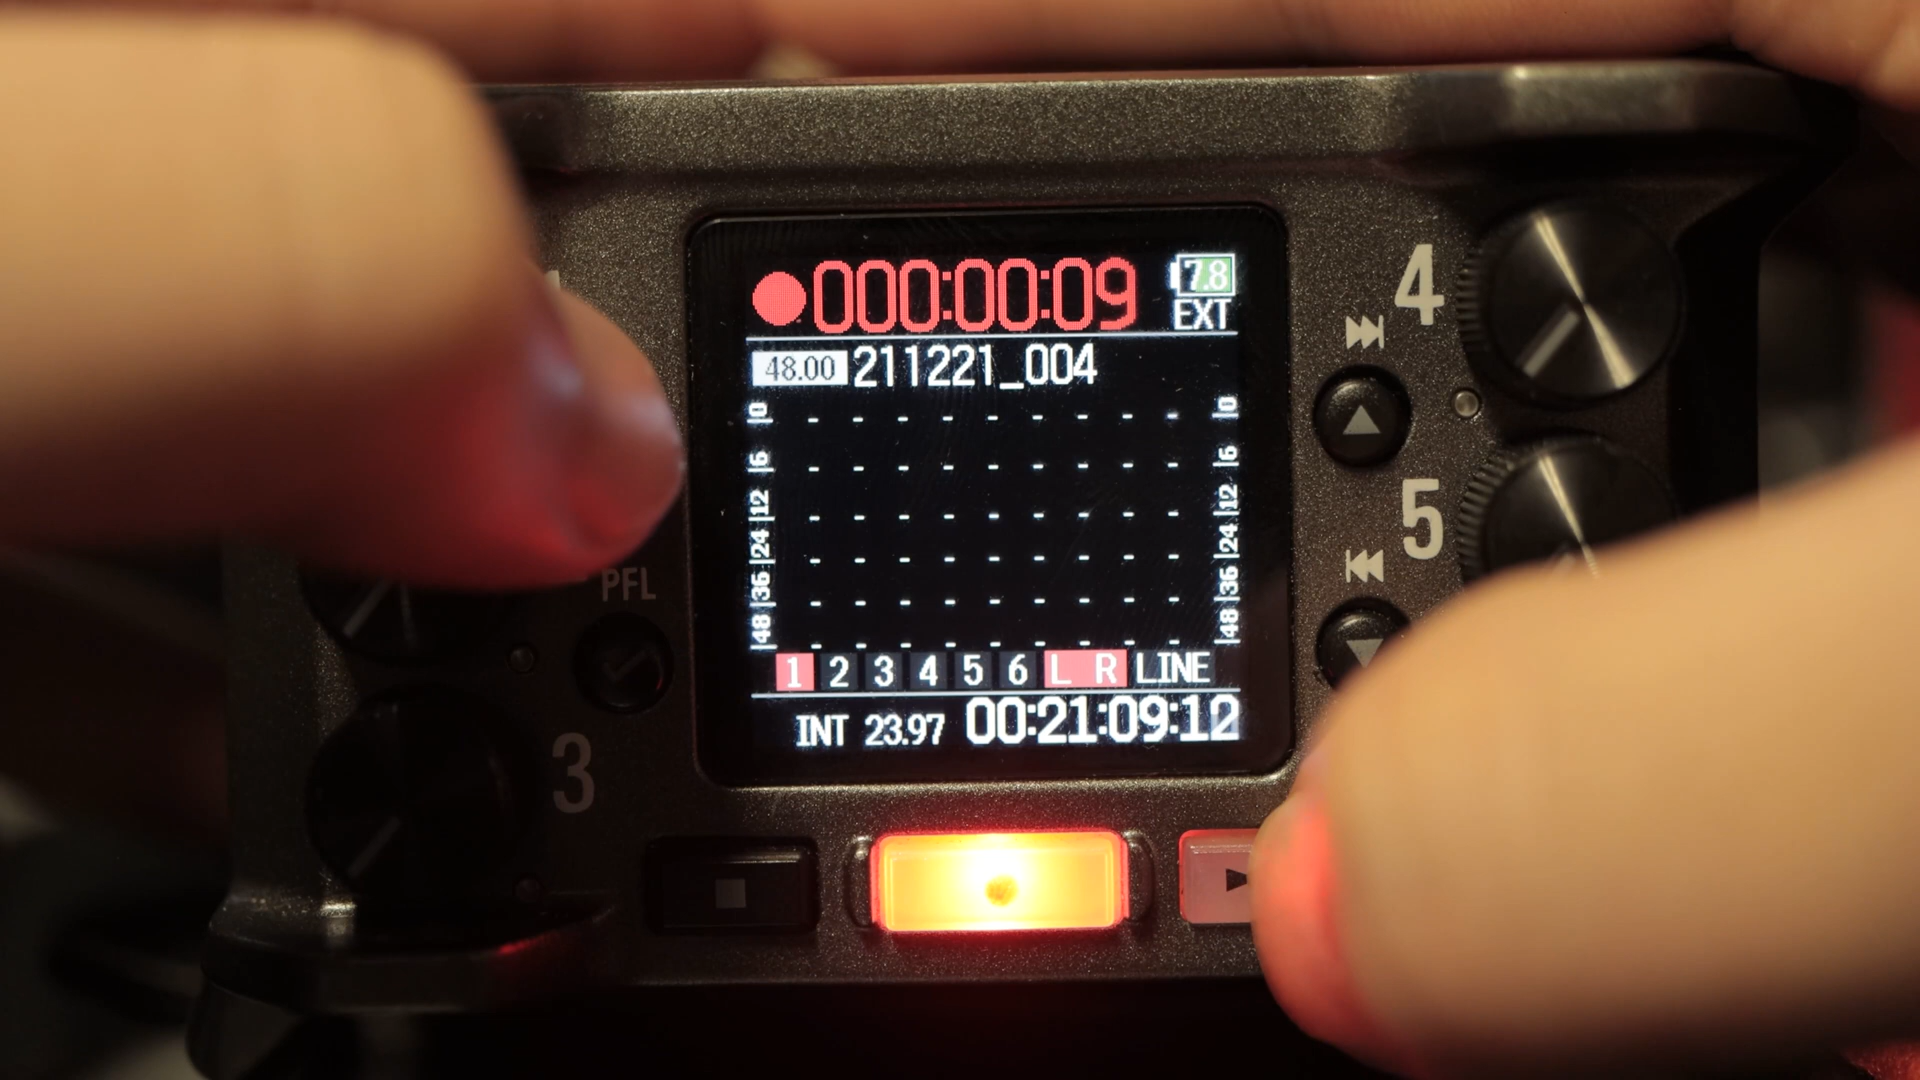 000:00:09 7.8
EXT
48.00 211221_004
0 0
6 6
12 12
24 24
36 36
48 48
1 2 3 4 5 6 L R LINE
INT 23.97 00:21:09:12
PFL
3
4
5